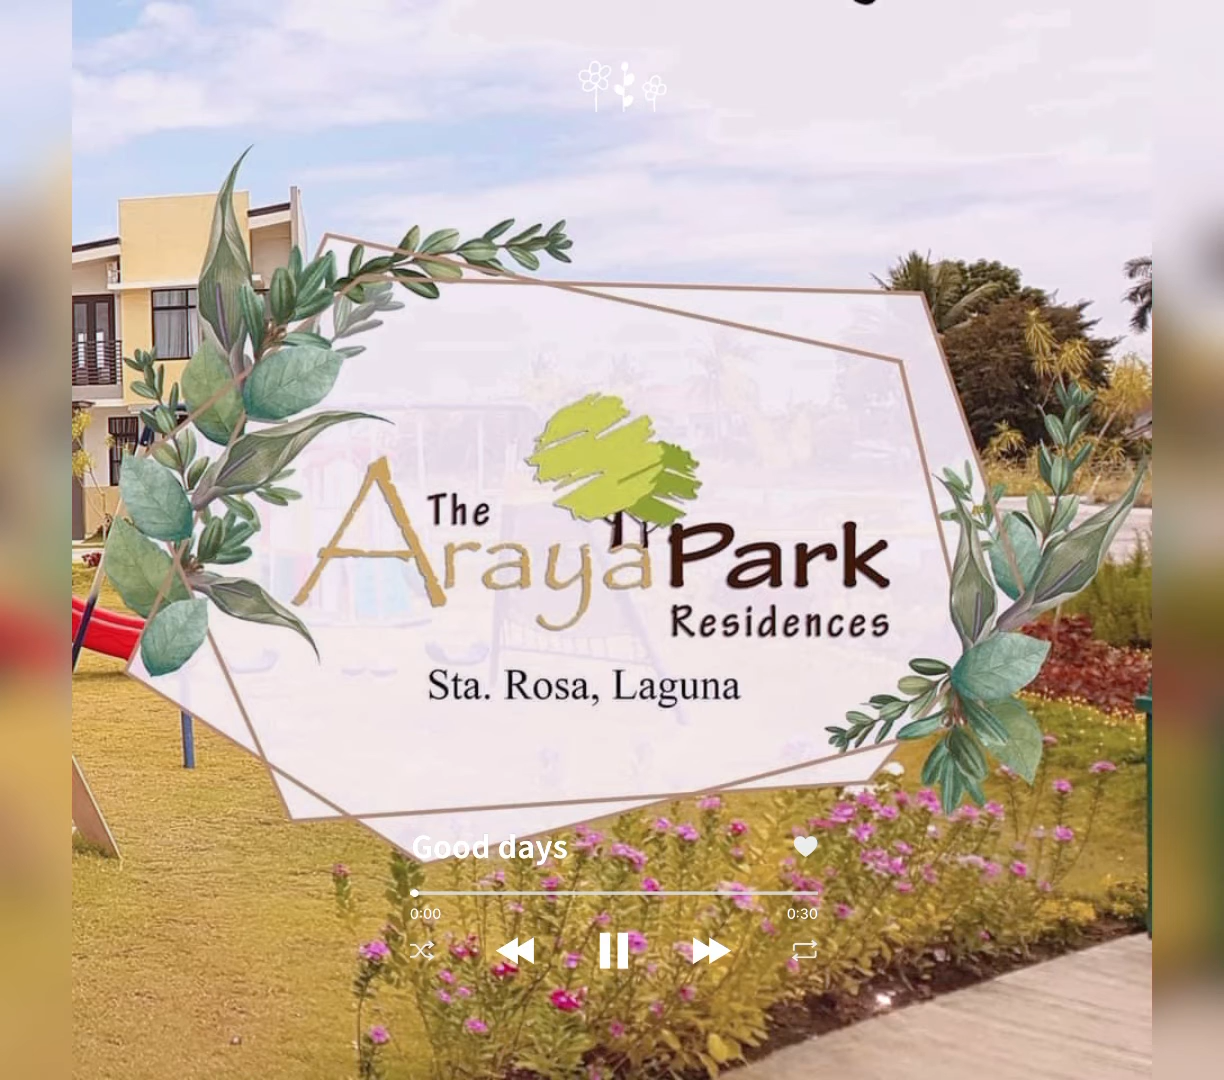 The
Araya Park
Residences
Sta. Rosa, Laguna
Good days
0:00 0:30